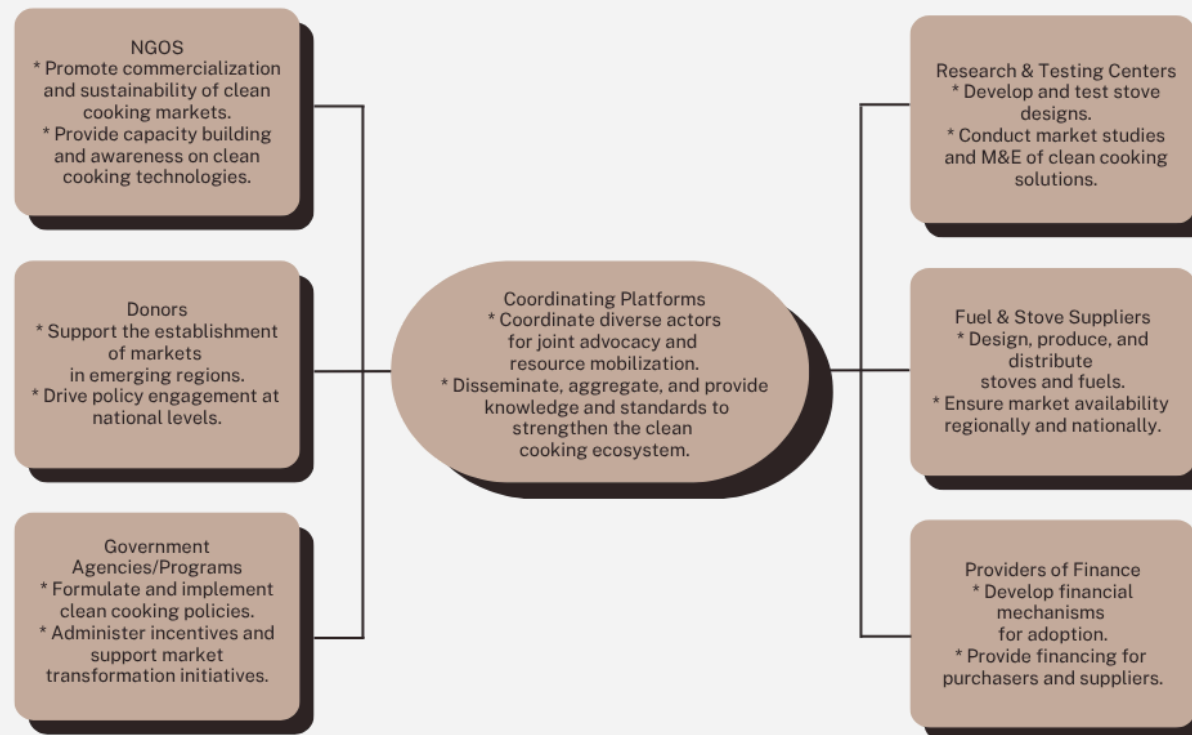 NGOS
* Promote commercialization
and sustainability of clean
cooking markets.
* Provide capacity building
and awareness on clean
cooking technologies.
Donors
* Support the establishment
of markets
in emerging regions.
* Drive policy engagement at
national levels.
Government
Agencies/Programs
* Formulate and implement
clean cooking policies.
* Administer incentives and
support market
transformation initiatives.
Coordinating Platforms
* Coordinate diverse actors
for joint advocacy and
resource mobilization.
* Disseminate, aggregate, and provide
knowledge and standards to
strengthen the clean
cooking ecosystem.
Research & Testing Centers
* Develop and test stove
designs.
* Conduct market studies
and M&E of clean cooking
solutions.
Fuel & Stove Suppliers
* Design, produce, and
distribute
stoves and fuels.
* Ensure market availability
regionally and nationally.
Providers of Finance
* Develop financial
mechanisms
for adoption.
* Provide financing for
purchasers and suppliers.